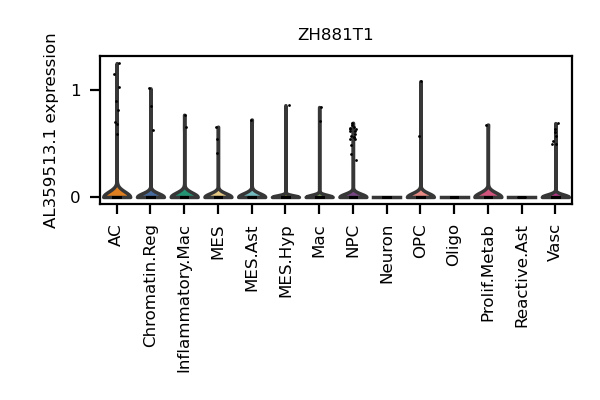 ZH881T1
AL359513.1 expression
1
0
AC
Chromatin.Reg
Inflammatory.Mac
MES
MES.Ast
MES.Hyp
Mac
NPC
Neuron
OPC
Oligo
Prolif.Metab
Reactive.Ast
Vasc